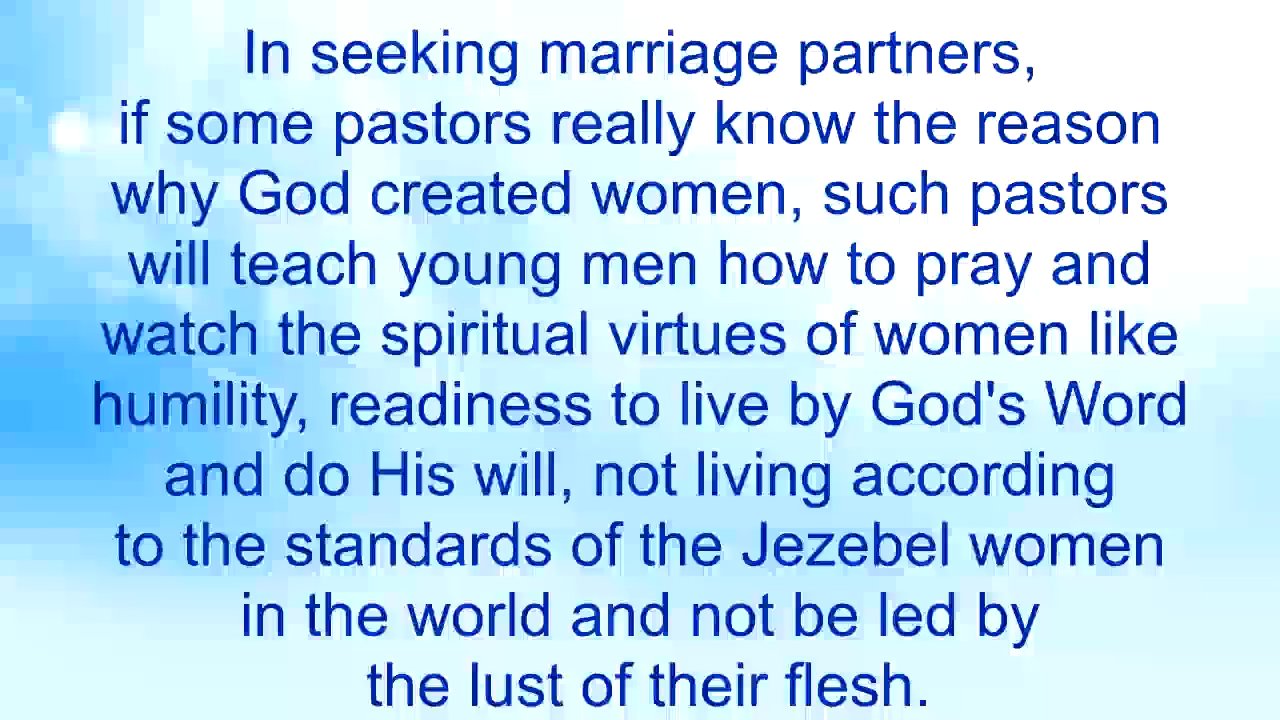 In seeking marriage partners,
if some pastors really know the reason
why God created women, such pastors
will teach young men how to pray and
watch the spiritual virtues of women like
humility, readiness to live by God's Word
and do His will, not living according
to the standards of the Jezebel women
in the world and not be led by
the lust of their flesh.